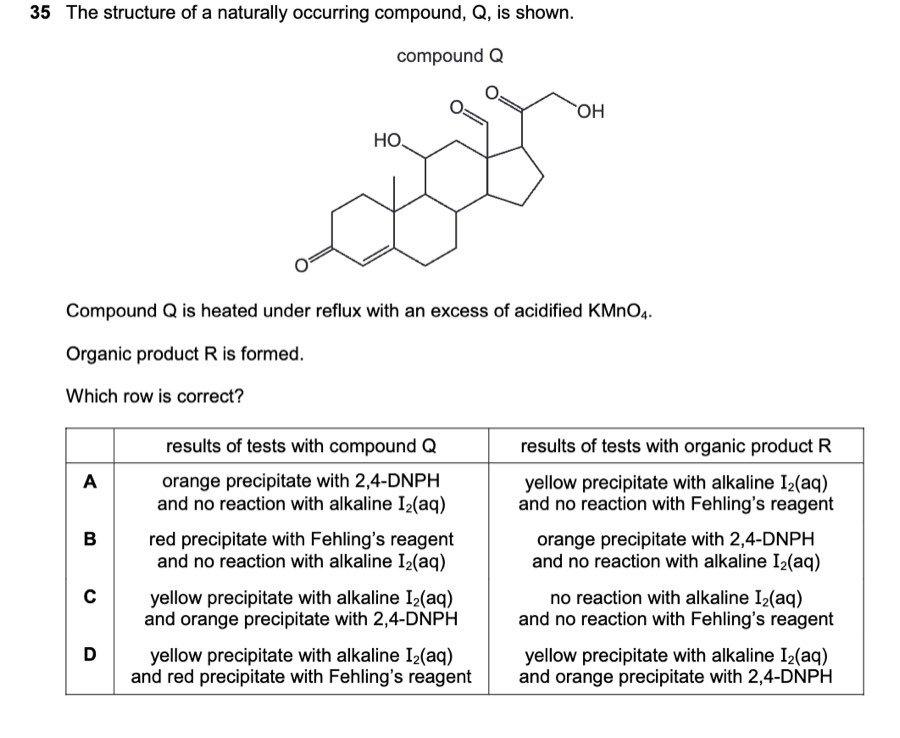 35 The structure of a naturally occurring compound, Q, is shown.
compound Q
O
O
OH
HO
O
Compound Q is heated under reflux with an excess of acidified KMnO₄.
Organic product R is formed.
Which row is correct?
results of tests with compound Q | results of tests with organic product R
A | orange precipitate with 2,4-DNPH | yellow precipitate with alkaline I₂(aq)
and no reaction with alkaline I₂(aq) | and no reaction with Fehling's reagent
B | red precipitate with Fehling's reagent | orange precipitate with 2,4-DNPH
and no reaction with alkaline I₂(aq) | and no reaction with alkaline I₂(aq)
C | yellow precipitate with alkaline I₂(aq) | no reaction with alkaline I₂(aq)
and orange precipitate with 2,4-DNPH | and no reaction with Fehling's reagent
D | yellow precipitate with alkaline I₂(aq) | yellow precipitate with alkaline I₂(aq)
and red precipitate with Fehling's reagent | and orange precipitate with 2,4-DNPH